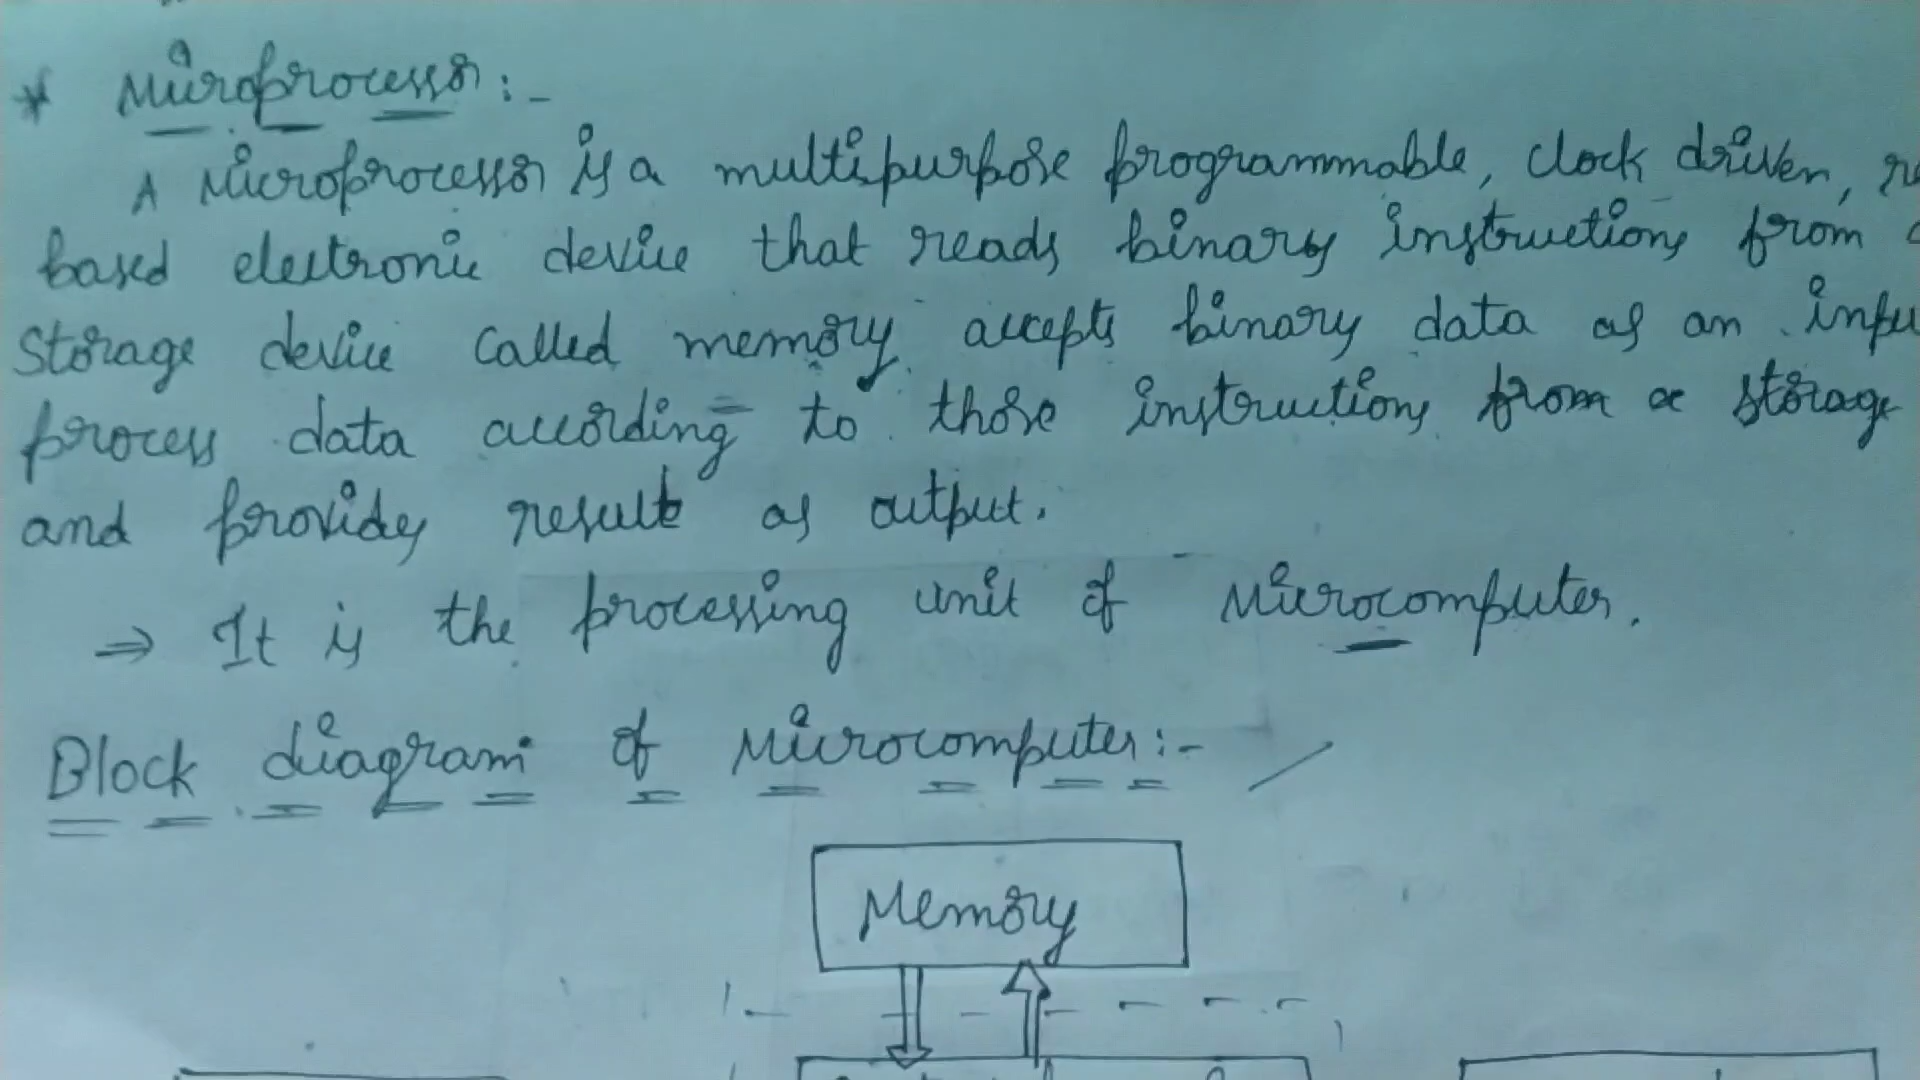 * Microprocessor :-
A Microprocessor is a multipurpose programmable, clock driven,
based electronic device that reads binary instructions from
storage device called memory, accepts binary data as an
process data according to those instructions from a storage
and provides result as output.
⇒ It is the processing unit of Microcomputer.
Block diagram of Microcomputer :-
Memory